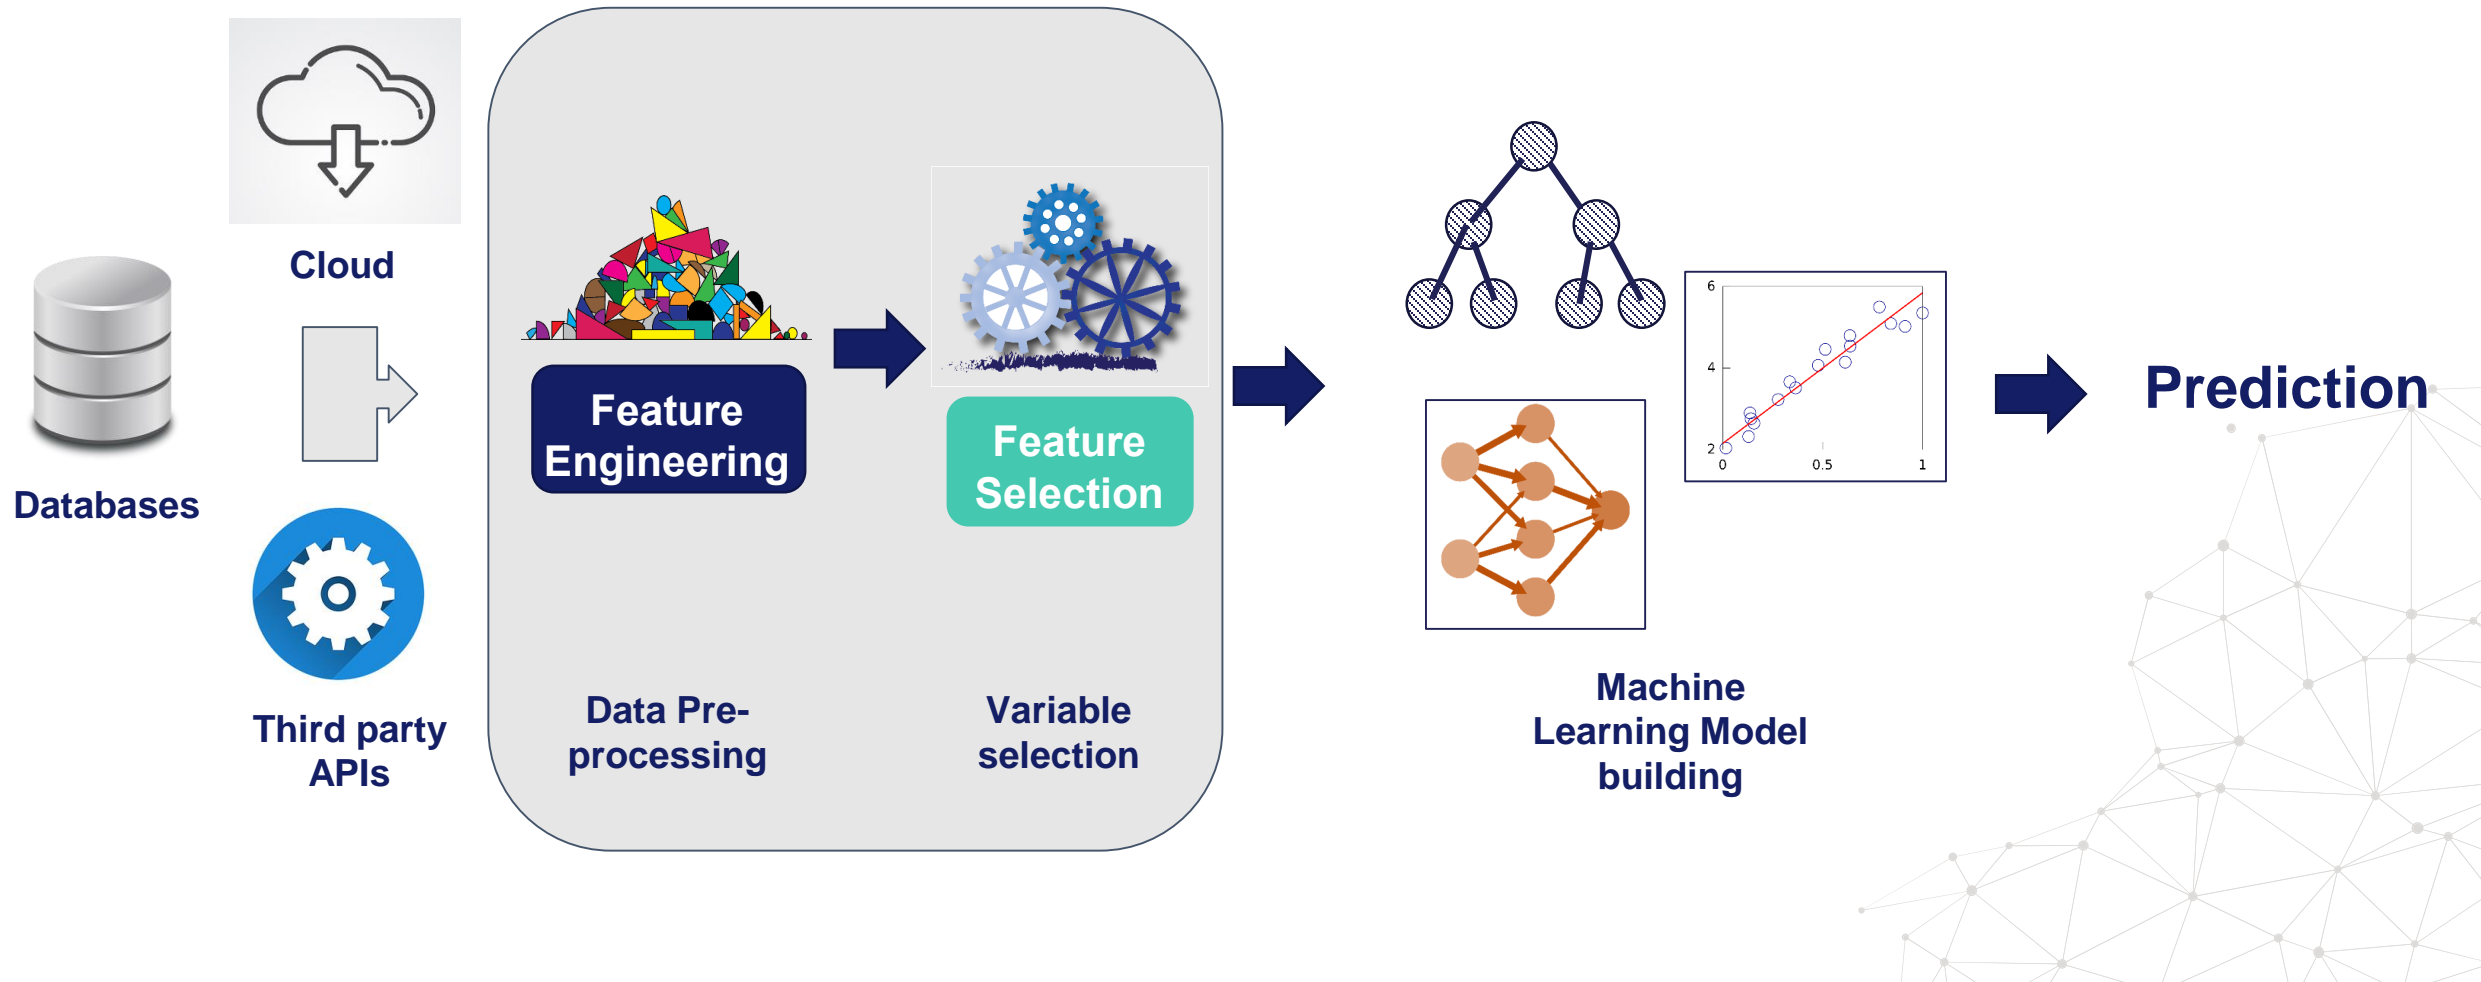 Cloud
Databases
Third party
APIs
Feature
Engineering
Feature
Selection
Data Pre-
processing
Variable
selection
6
4
2
0
0.5
1
Machine
Learning Model
building
Prediction